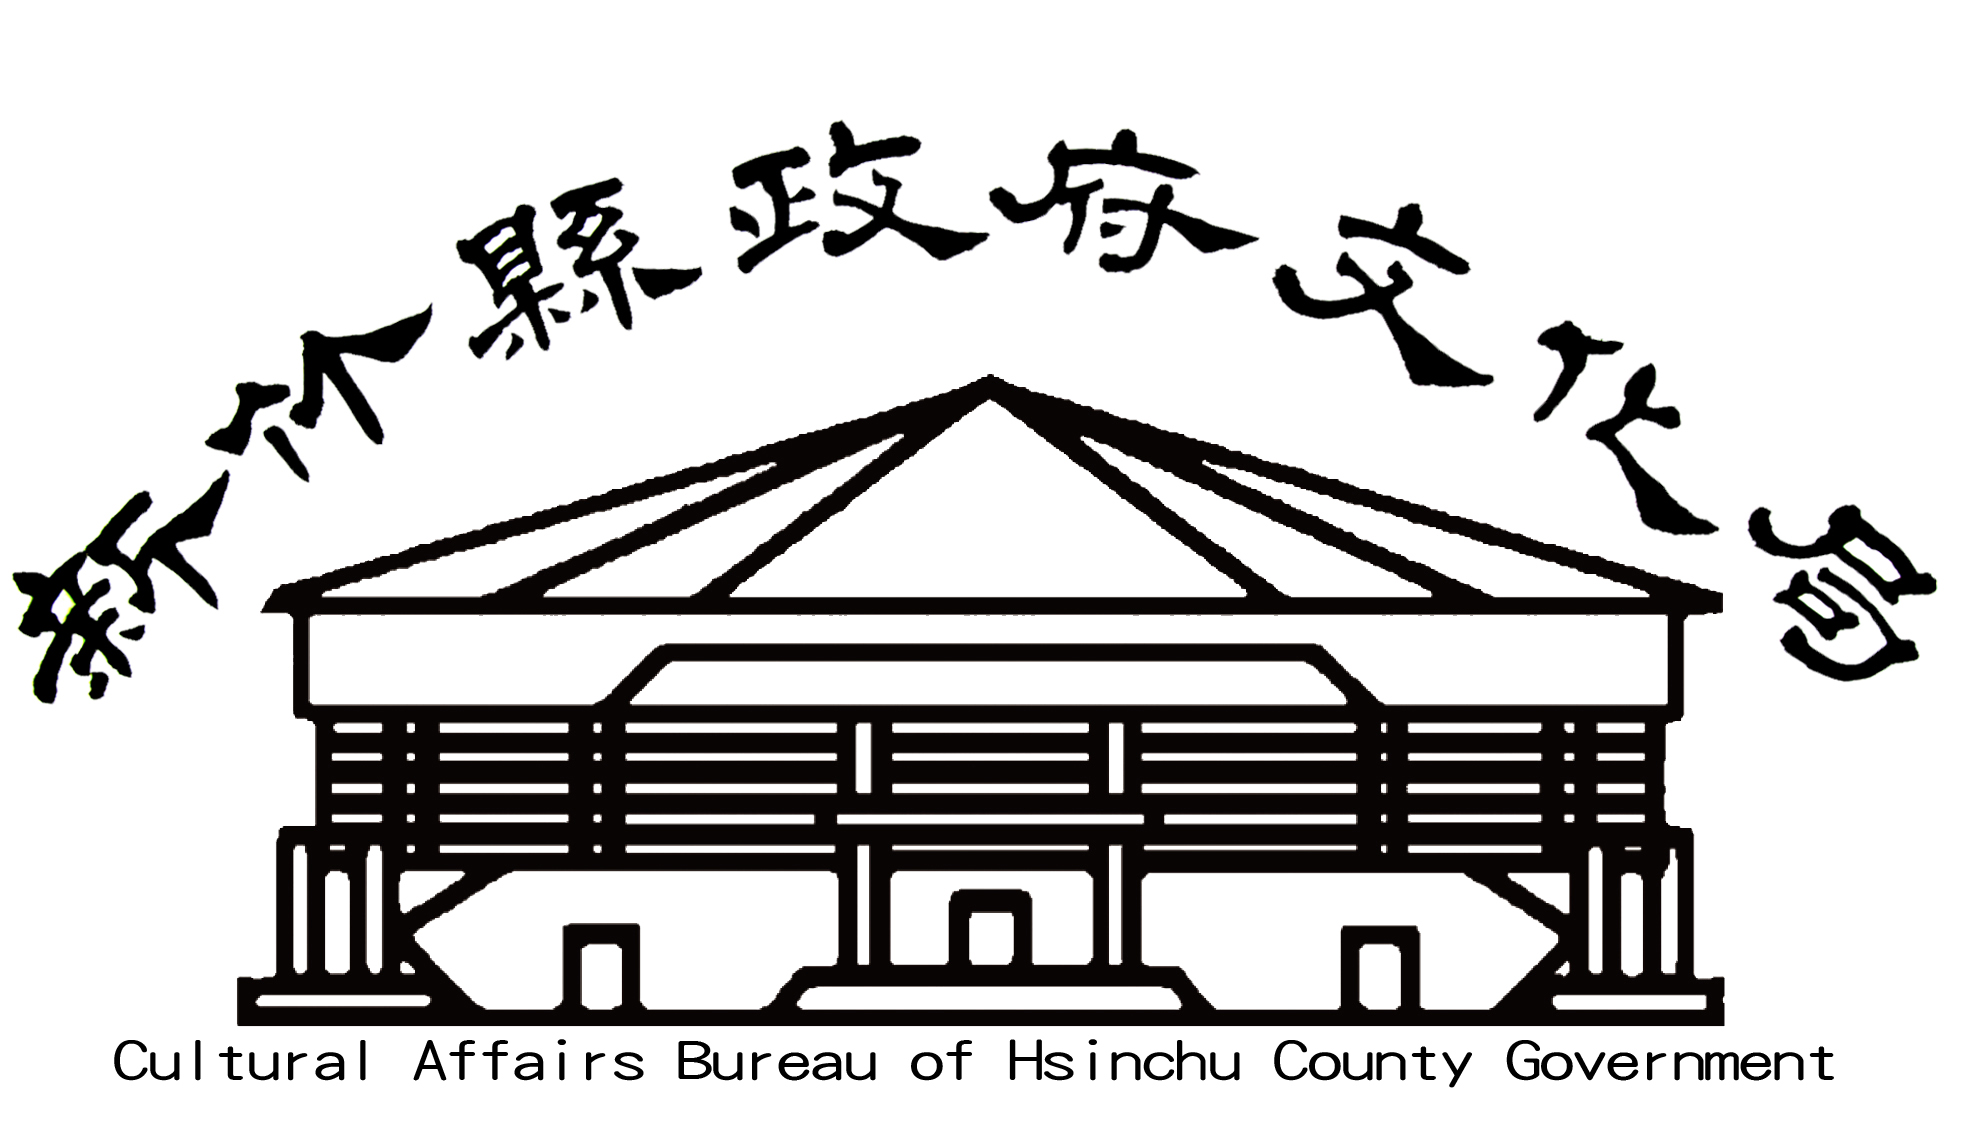 新竹縣政府文化局
Cultural Affairs Bureau of Hsinchu County Government